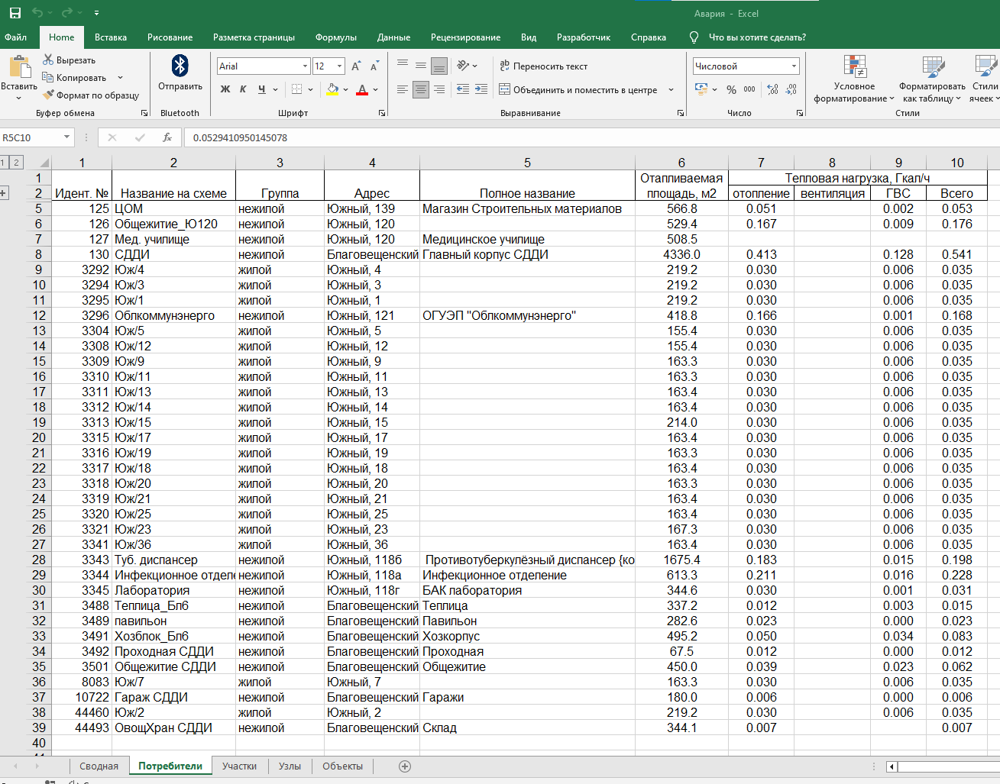 Авария - Excel
Файл Home Вставка Рисование Разметка страницы Формулы Данные Рецензирование Вид Разработчик Справка Что вы хотите сделать?
Вставить
Вырезать
Копировать
Формат по образцу
Буфер обмена
Отправить
Bluetooth
Arial 12
Ж К Ч
Шрифт
Переносить текст
Объединить и поместить в центре
Выравнивание
Числовой
% 000
Число
Условное форматирование
Форматировать как таблицу
Стили ячеек
Стили
R5C10 fx 0.0529410950145078
1 2
1 2 3 4 5 6 7 8 9 10
1 Отапливаемая Тепловая нагрузка, Гкал/ч
2 Идент. № Название на схеме Группа Адрес Полное название площадь, м2 отопление вентиляция ГВС Всего
5 125 ЦОМ нежилой Южный, 139 Магазин Строительных материалов 566.8 0.051 0.002 0.053
6 126 Общежитие_Ю120 нежилой Южный, 120 529.4 0.167 0.009 0.176
7 127 Мед. училище нежилой Южный, 120 Медицинское училище 508.5
8 130 СДДИ нежилой Благовещенский Главный корпус СДДИ 4336.0 0.413 0.128 0.541
9 3292 Юж/4 жилой Южный, 4 219.2 0.030 0.006 0.035
10 3294 Юж/3 жилой Южный, 3 219.2 0.030 0.006 0.035
11 3295 Юж/1 жилой Южный, 1 219.2 0.030 0.006 0.035
12 3296 Облкоммунэнерго нежилой Южный, 121 ОГУЭП "Облкоммунэнерго" 418.8 0.166 0.001 0.168
13 3304 Юж/5 жилой Южный, 5 155.4 0.030 0.006 0.035
14 3308 Юж/12 жилой Южный, 12 155.4 0.030 0.006 0.035
15 3309 Юж/9 жилой Южный, 9 163.3 0.030 0.006 0.035
16 3310 Юж/11 жилой Южный, 11 163.3 0.030 0.006 0.035
17 3311 Юж/13 жилой Южный, 13 163.4 0.030 0.006 0.035
18 3312 Юж/14 жилой Южный, 14 163.4 0.030 0.006 0.035
19 3313 Юж/15 жилой Южный, 15 214.0 0.030 0.006 0.035
20 3315 Юж/17 жилой Южный, 17 163.4 0.030 0.006 0.035
21 3316 Юж/19 жилой Южный, 19 163.3 0.030 0.006 0.035
22 3317 Юж/18 жилой Южный, 18 163.4 0.030 0.006 0.035
23 3318 Юж/20 жилой Южный, 20 163.3 0.030 0.006 0.035
24 3319 Юж/21 жилой Южный, 21 163.4 0.030 0.006 0.035
25 3320 Юж/25 жилой Южный, 25 163.4 0.030 0.006 0.035
26 3321 Юж/23 жилой Южный, 23 167.3 0.030 0.006 0.035
27 3341 Юж/36 жилой Южный, 36 163.4 0.030 0.006 0.035
28 3343 Туб. диспансер нежилой Южный, 118б Противотуберкулёзный диспансер {ко 1675.4 0.183 0.015 0.198
29 3344 Инфекционное отделе нежилой Южный, 118а Инфекционное отделение 613.3 0.211 0.016 0.228
30 3345 Лаборатория нежилой Южный, 118г БАК лаборатория 344.6 0.030 0.001 0.031
31 3488 Теплица_Бл6 нежилой Благовещенский Теплица 337.2 0.012 0.003 0.015
32 3489 павильон нежилой Благовещенский Павильон 282.6 0.023 0.000 0.023
33 3491 Хозблок_Бл6 нежилой Благовещенский Хозкорпус 495.2 0.050 0.034 0.083
34 3492 Проходная СДДИ нежилой Благовещенский Проходная 67.5 0.012 0.000 0.012
35 3501 Общежитие СДДИ нежилой Благовещенский Общежитие 450.0 0.039 0.023 0.062
36 8083 Юж/7 жилой Южный, 7 163.3 0.030 0.006 0.035
37 10722 Гараж СДДИ нежилой Благовещенский Гаражи 180.0 0.006 0.000 0.006
38 44460 Юж/2 жилой Южный, 2 219.2 0.030 0.006 0.035
39 44493 ОвощХран СДДИ нежилой Благовещенский Склад 344.1 0.007 0.007
40
Сводная Потребители Участки Узлы Объекты